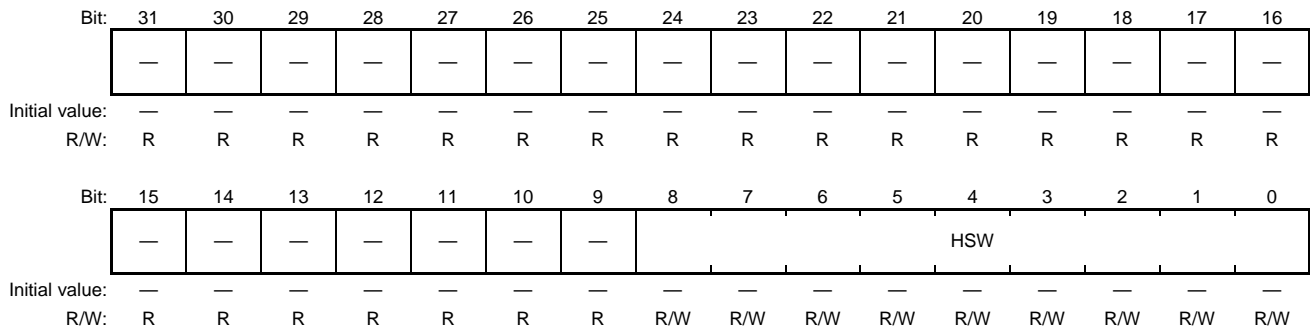 Bit: 31 30 29 28 27 26 25 24 23 22 21 20 19 18 17 16
— — — — — — — — — — — — — — — —
Initial value: — — — — — — — — — — — — — — — —
R/W: R R R R R R R R R R R R R R R R
Bit: 15 14 13 12 11 10 9 8 7 6 5 4 3 2 1 0
— — — — — — — HSW
Initial value: — — — — — — — — — — — — — — — —
R/W: R R R R R R R R/W R/W R/W R/W R/W R/W R/W R/W R/W